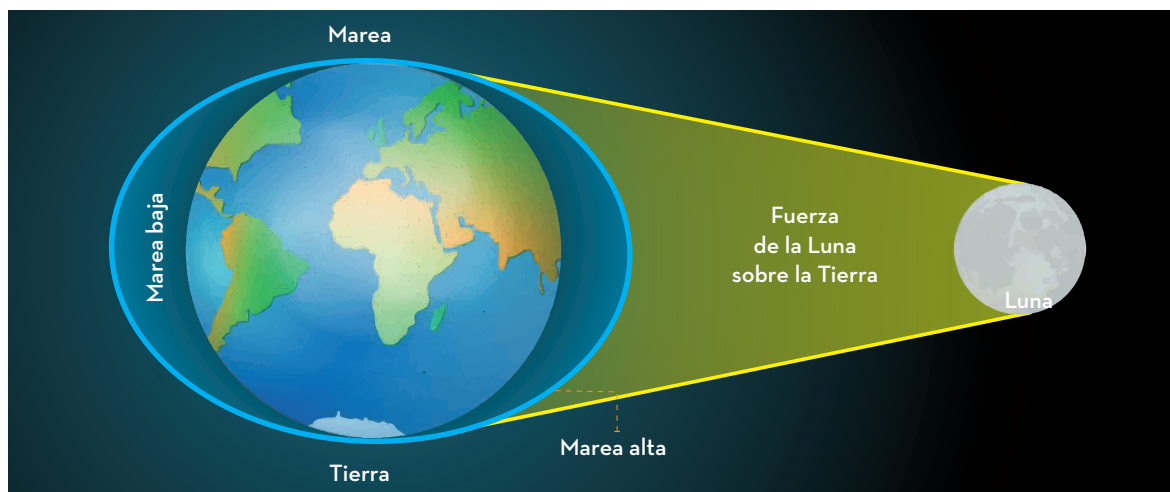 Marea
Marea baja
Fuerza
de la Luna
sobre la Tierra
Luna
Marea alta
Tierra